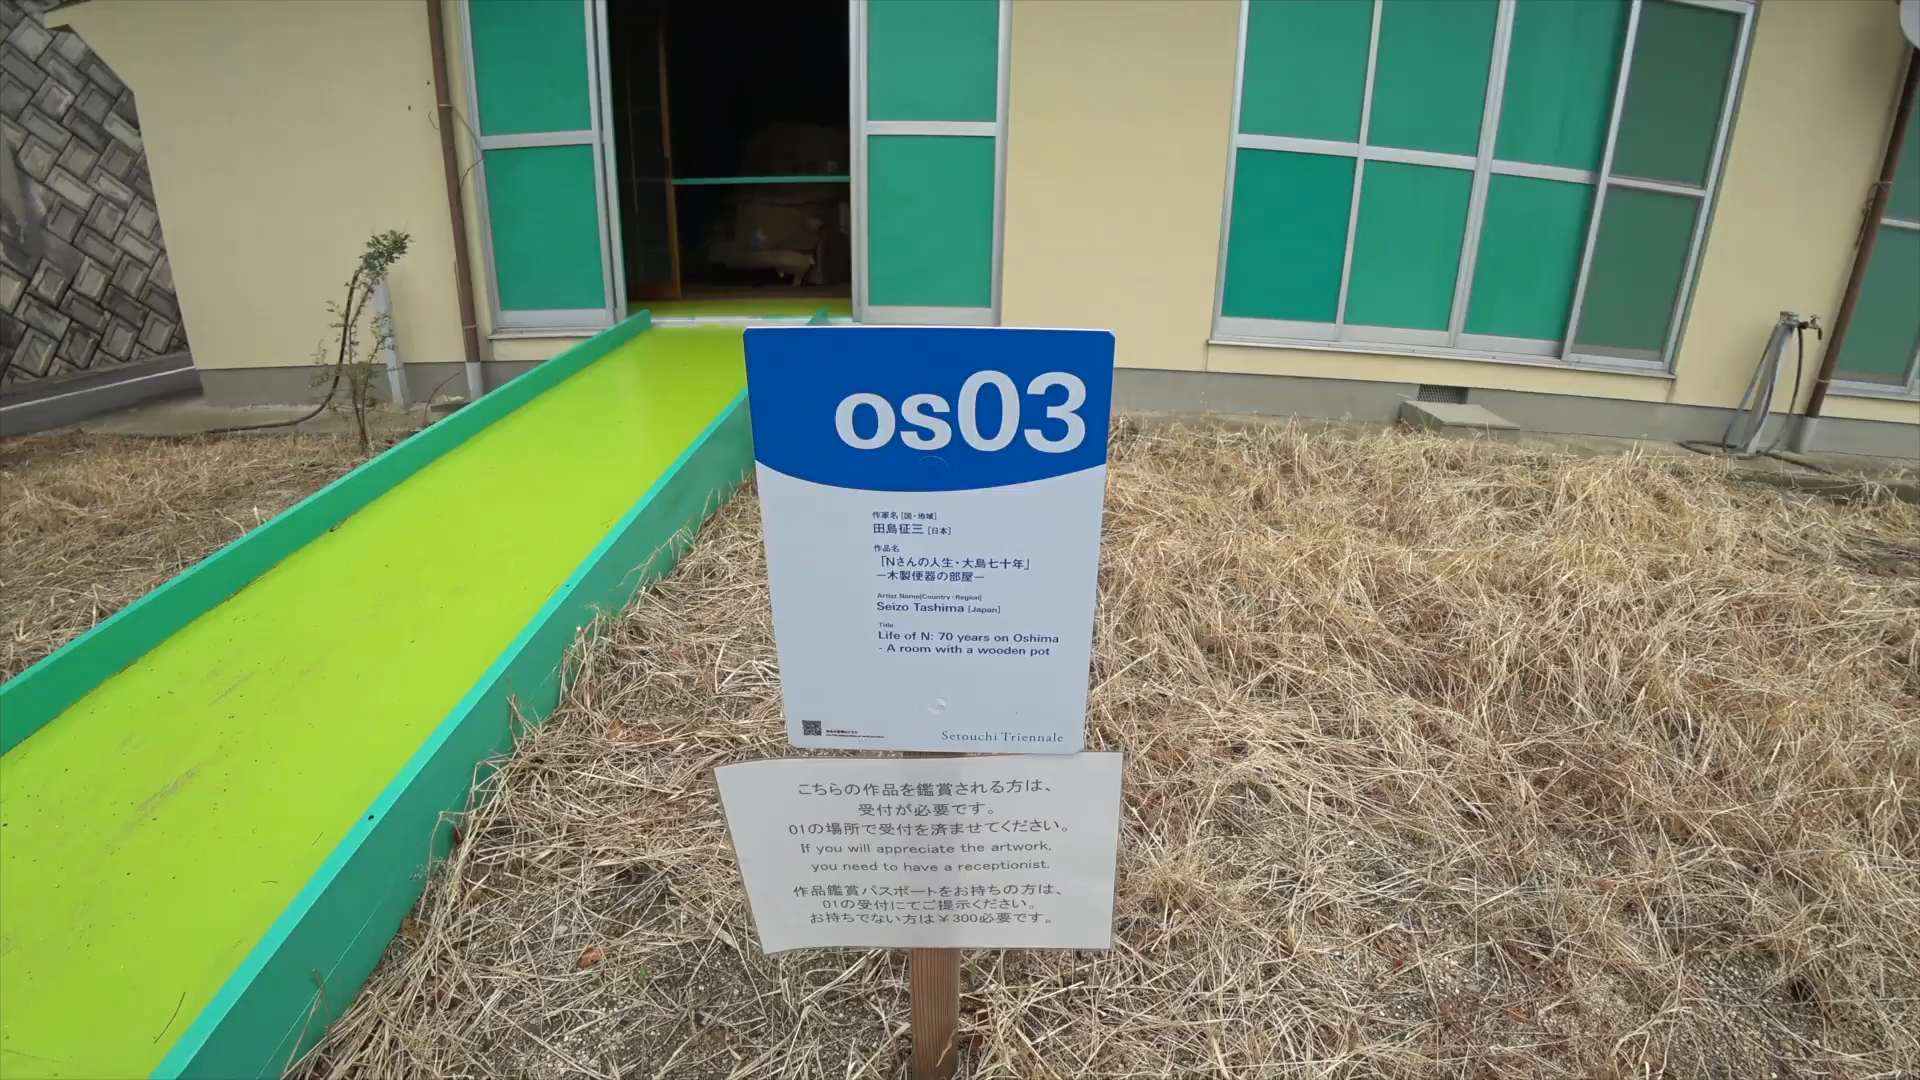 os03
作家名 [国・地域]
田島征三 [日本]
作品名
「Nさんの人生・大島七十年」
−木製便器の部屋−
Artist Name[Country・Region]
Seizo Tashima [Japan]
Title
Life of N: 70 years on Oshima
- A room with a wooden pot
Setouchi Triennale
こちらの作品を鑑賞される方は、
受付が必要です。
01の場所で受付を済ませてください。
If you will appreciate the artwork,
you need to have a receptionist.
作品鑑賞パスポートをお持ちの方は、
01の受付にてご提示ください。
お持ちでない方は￥300必要です。